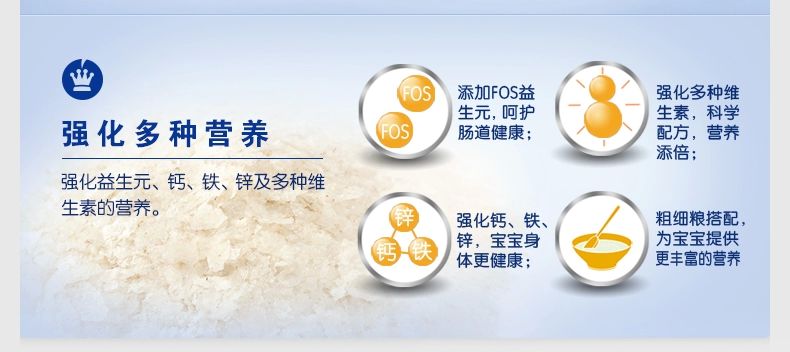 强化多种营养
强化益生元、钙、铁、锌及多种维
生素的营养。
FOS
FOS
添加FOS益
生元，呵护
肠道健康；
强化多种维
生素，科学
配方，营养
添倍；
锌
钙 铁
强化钙、铁、
锌，宝宝身
体更健康；
粗细粮搭配，
为宝宝提供
更丰富的营养